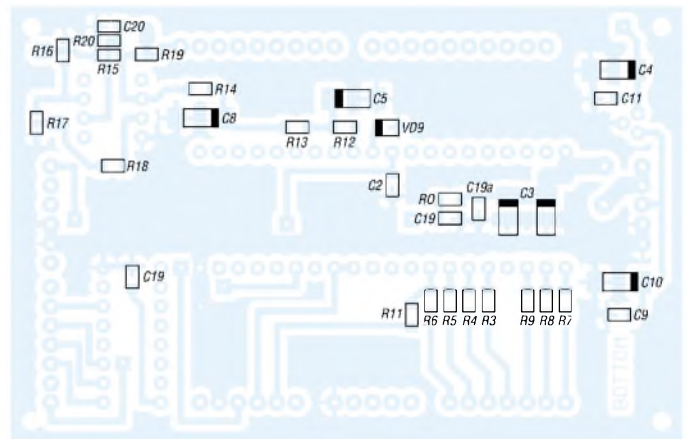 C20
R20
R16
R15
R19
C4
R14
C5
C11
C8
R17
R13
R12
VD9
R18
C2
R0
C19a
C3
C19
C19
C10
R11
R6
R5
R4
R3
R9
R8
R7
C9
BOTTOM